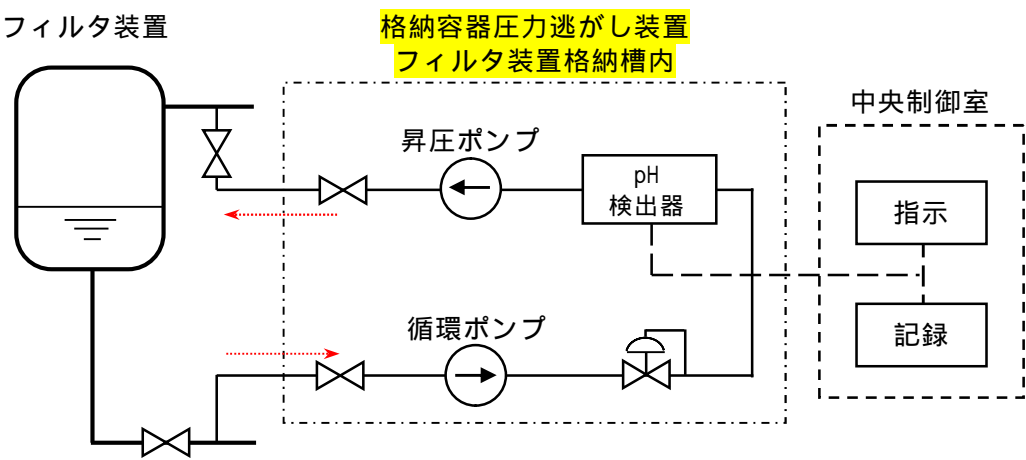 フィルタ装置
格納容器圧力逃がし装置
フィルタ装置格納槽内
中央制御室
昇圧ポンプ
pH
検出器
指示
循環ポンプ
記録